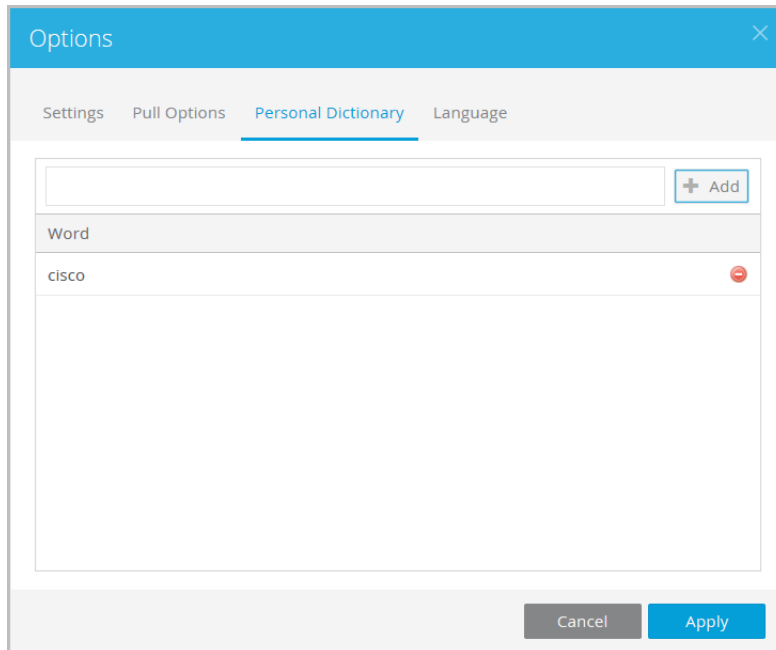 Options
Settings Pull Options Personal Dictionary Language
Add
Word
cisco
Cancel Apply